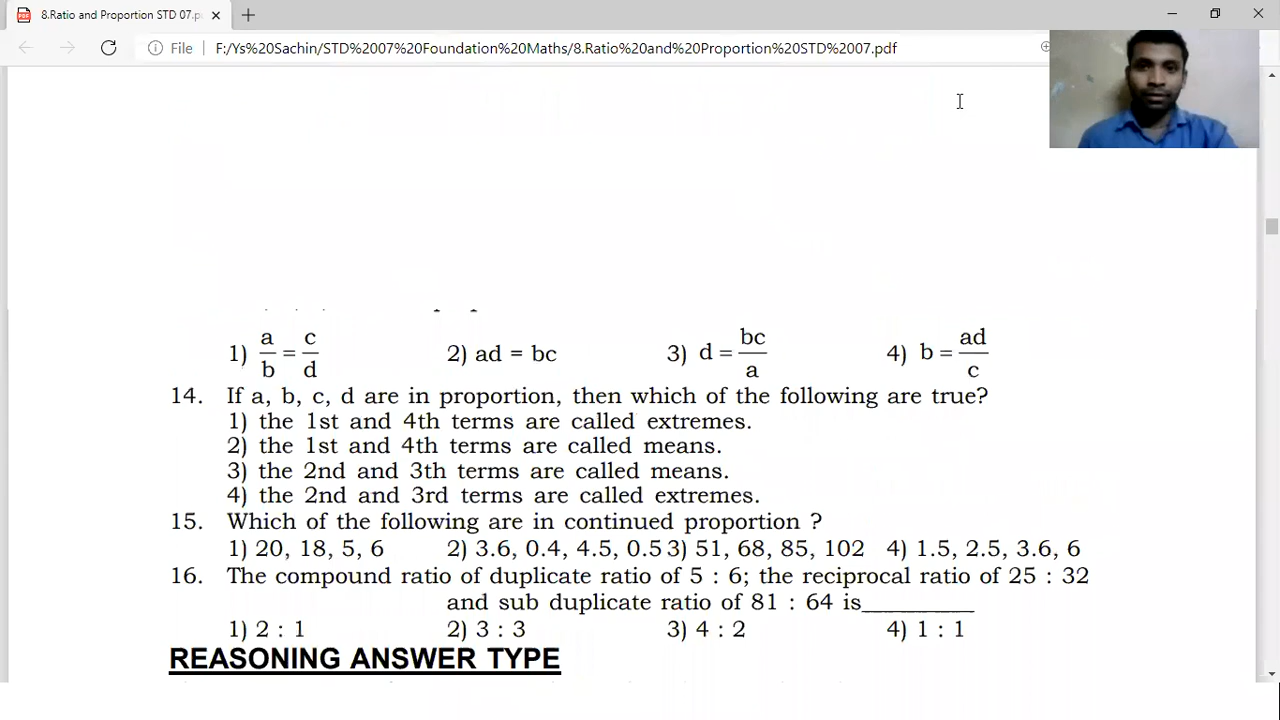 8.Ratio and Proportion STD 07.p
File F:/Ys%20Sachin/STD%2007%20Foundation%20Maths/8.Ratio%20and%20Proportion%20STD%2007.pdf
1) a/b = c/d 2) ad = bc 3) d = bc/a 4) b = ad/c
14. If a, b, c, d are in proportion, then which of the following are true?
1) the 1st and 4th terms are called extremes.
2) the 1st and 4th terms are called means.
3) the 2nd and 3th terms are called means.
4) the 2nd and 3rd terms are called extremes.
15. Which of the following are in continued proportion ?
1) 20, 18, 5, 6 2) 3.6, 0.4, 4.5, 0.5 3) 51, 68, 85, 102 4) 1.5, 2.5, 3.6, 6
16. The compound ratio of duplicate ratio of 5 : 6; the reciprocal ratio of 25 : 32
and sub duplicate ratio of 81 : 64 is_________
1) 2 : 1 2) 3 : 3 3) 4 : 2 4) 1 : 1
REASONING ANSWER TYPE